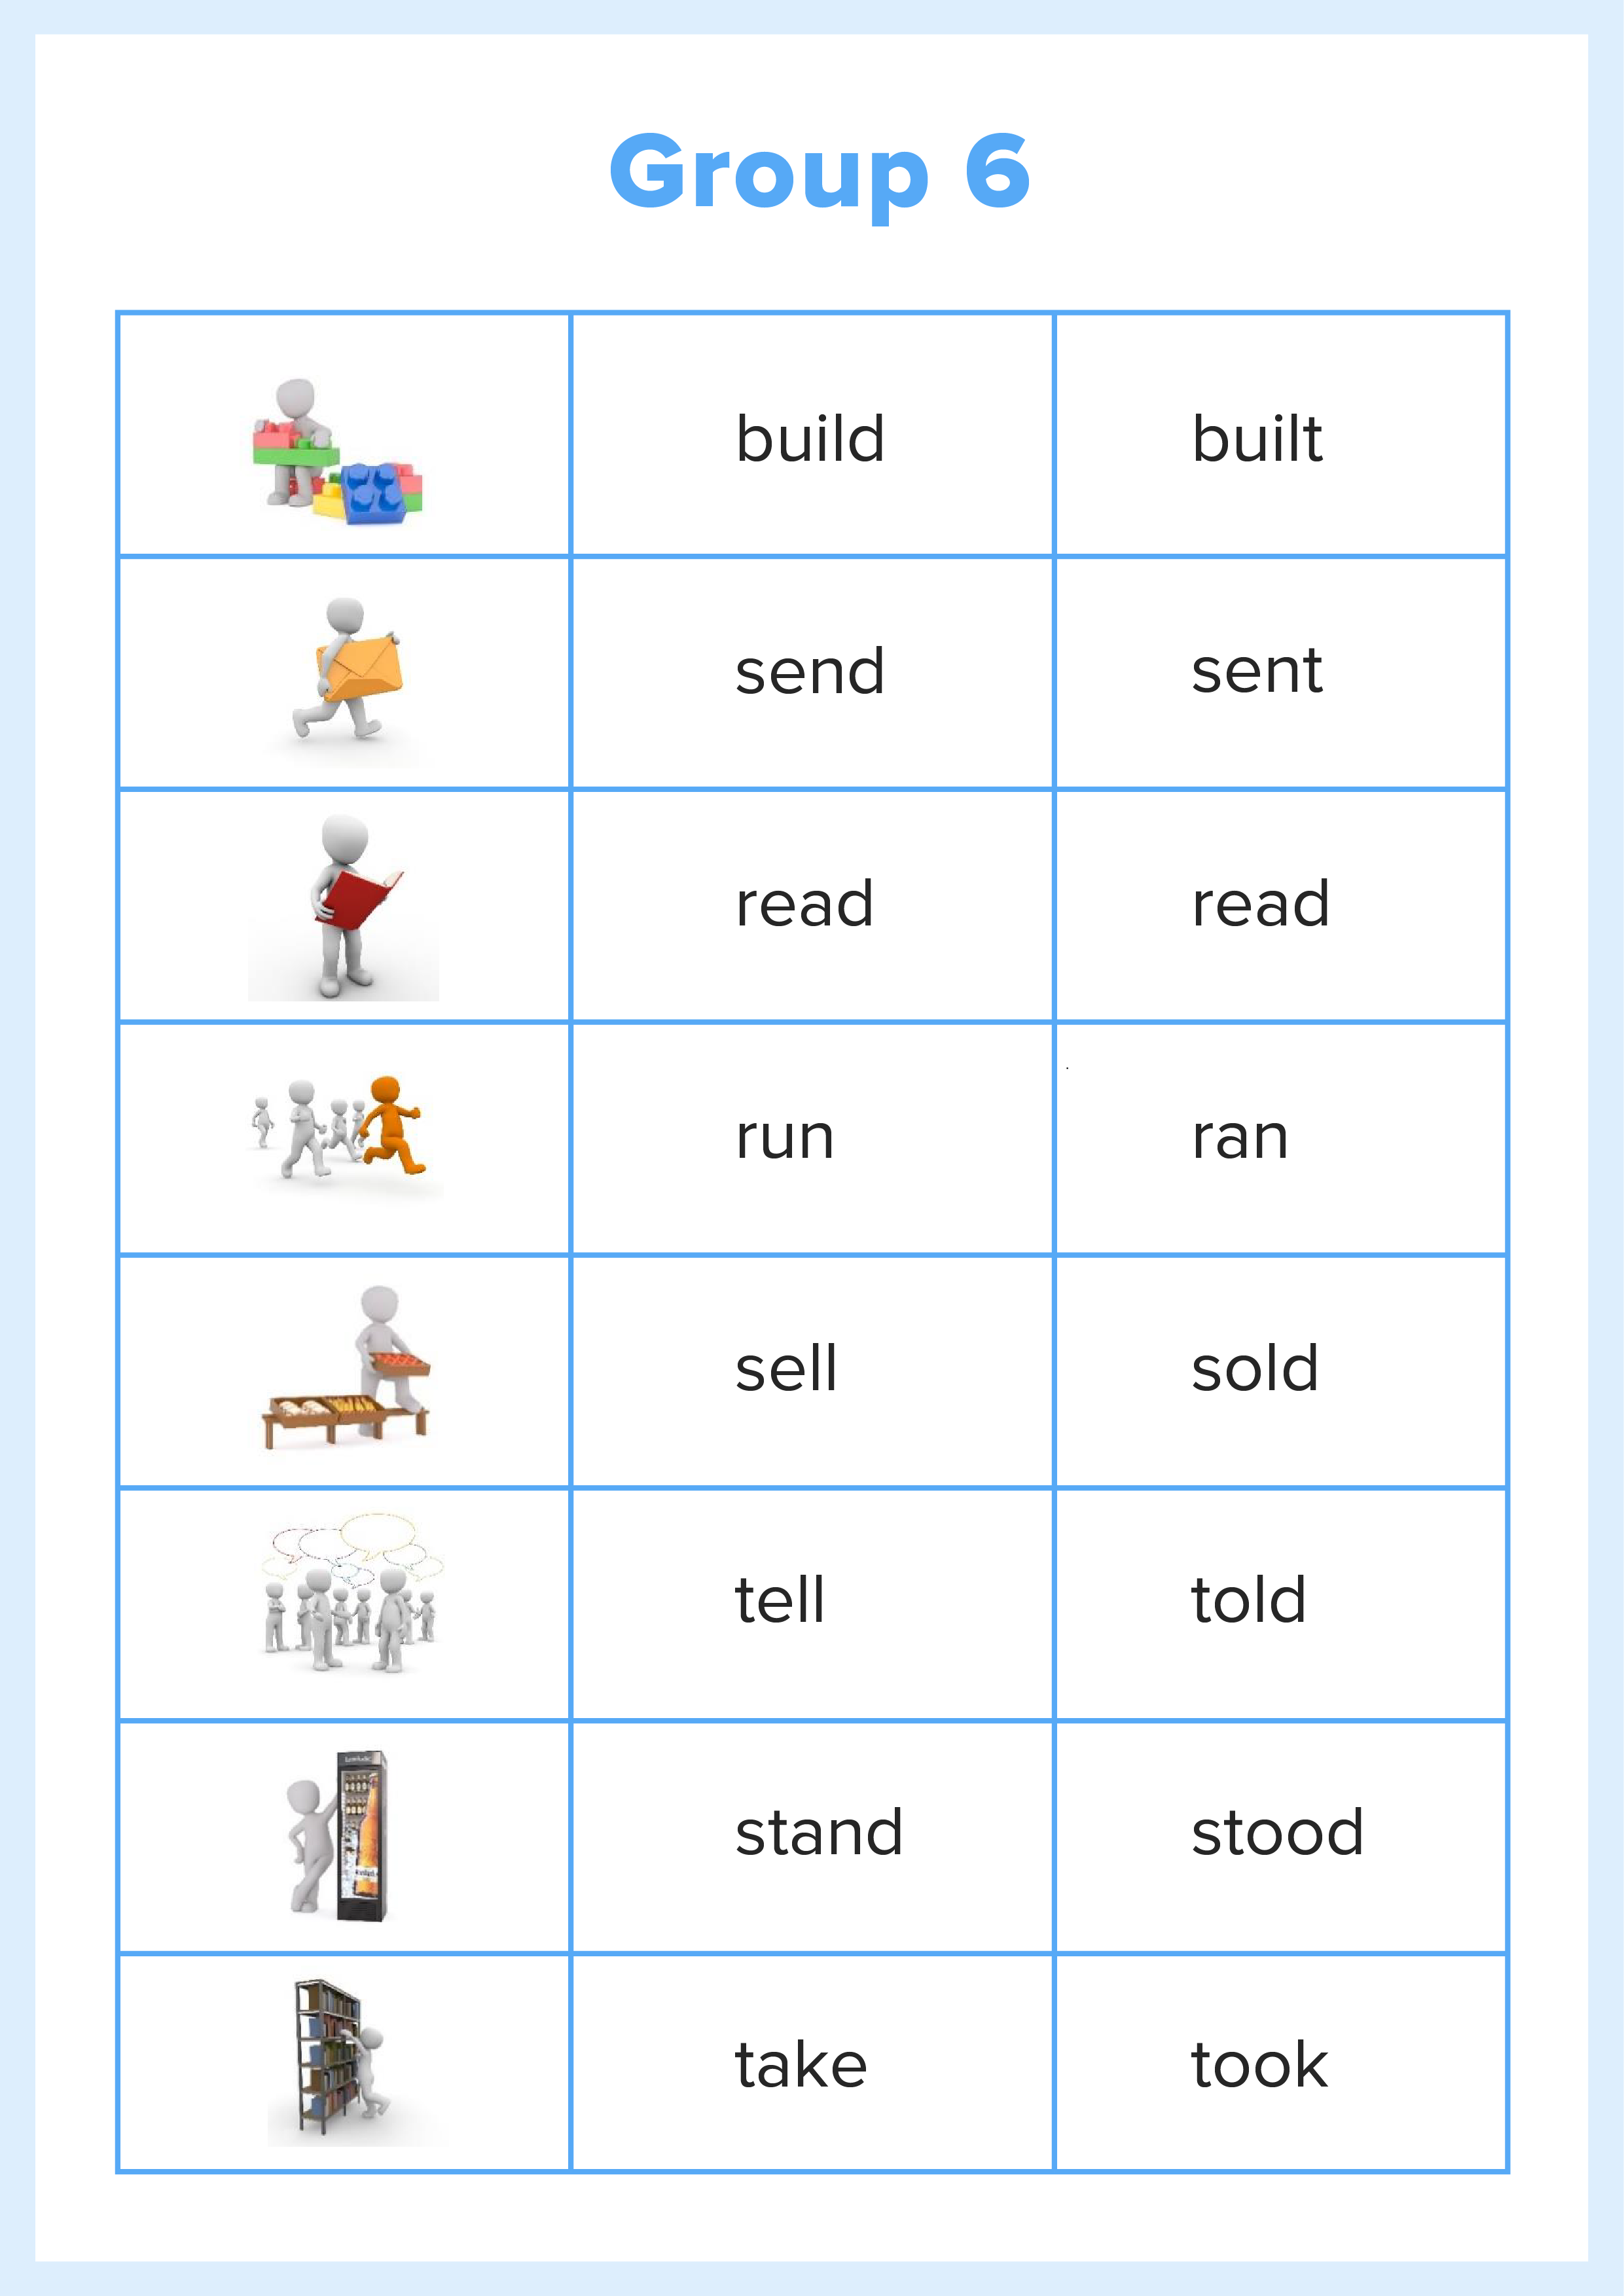 Group 6
build built
send sent
read read
run ran
sell sold
tell told
stand stood
take took